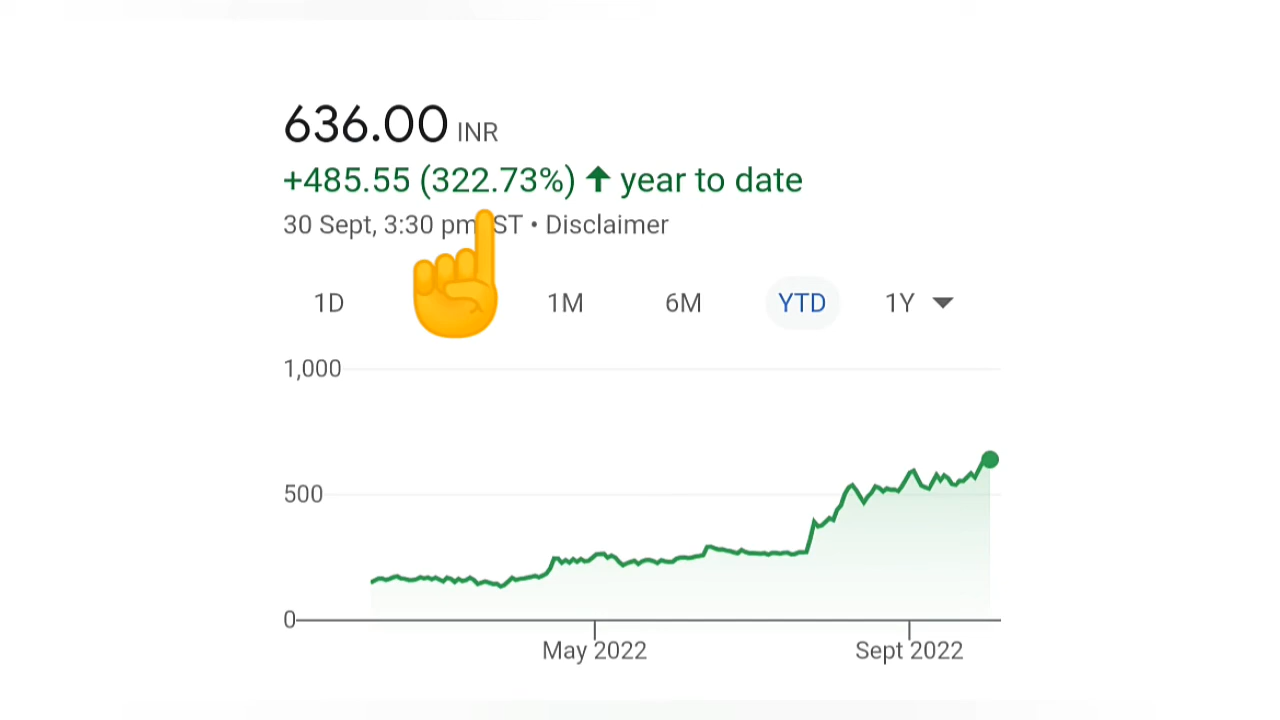 636.00 INR
+485.55 (322.73%) ↑ year to date
30 Sept, 3:30 pm ST • Disclaimer
1D 1M 6M YTD 1Y
1,000
500
0
May 2022 Sept 2022